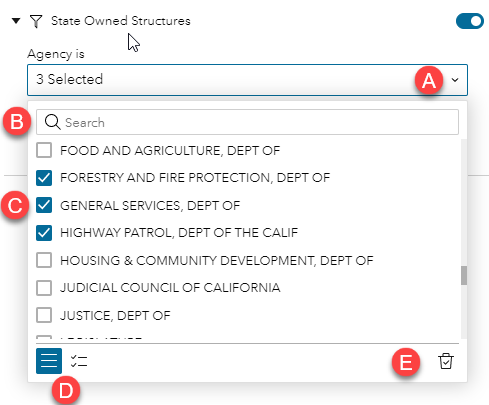 State Owned Structures
Agency is
3 Selected
A
B
Search
FOOD AND AGRICULTURE, DEPT OF
FORESTRY AND FIRE PROTECTION, DEPT OF
C
GENERAL SERVICES, DEPT OF
HIGHWAY PATROL, DEPT OF THE CALIF
HOUSING & COMMUNITY DEVELOPMENT, DEPT OF
JUDICIAL COUNCIL OF CALIFORNIA
JUSTICE, DEPT OF
D
E